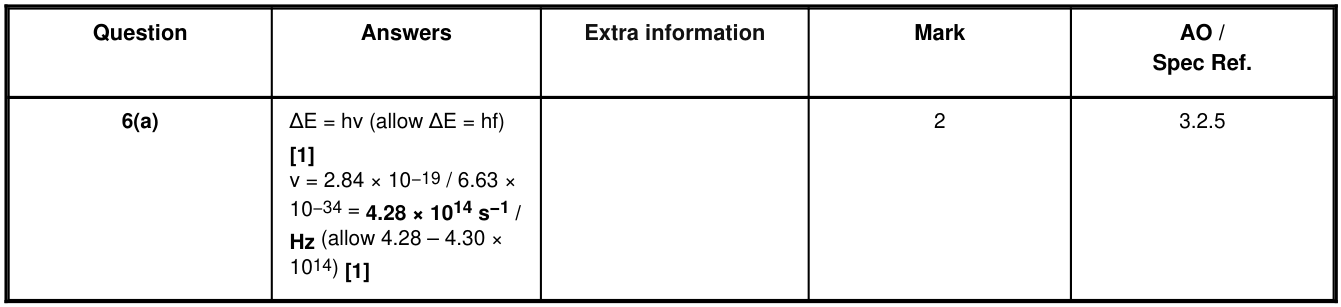 Question Answers Extra information Mark AO /
Spec Ref.
6(a) ΔE = hv (allow ΔE = hf) 2 3.2.5
[1]
v = 2.84 × 10−19 / 6.63 ×
10−34 = 4.28 × 10¹⁴ s⁻¹ /
Hz (allow 4.28 – 4.30 ×
10¹⁴) [1]